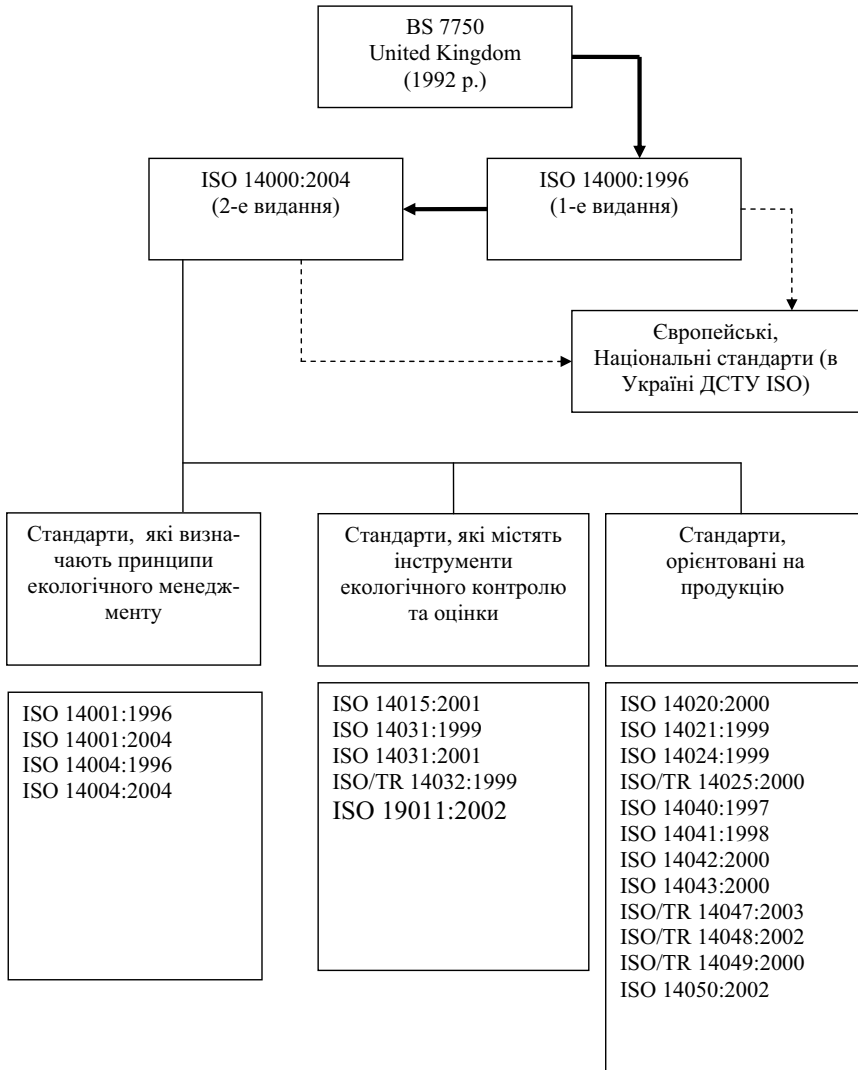 BS 7750
United Kingdom
(1992 р.)
ISO 14000:2004
(2-е видання)
ISO 14000:1996
(1-е видання)
Європейські,
Національні стандарти (в
Україні ДСТУ ISO)
Стандарти, які визна-
чають принципи
екологічного менедж-
менту
Стандарти, які містять
інструменти
екологічного контролю
та оцінки
Стандарти,
орієнтовані на
продукцію
ISO 14001:1996
ISO 14001:2004
ISO 14004:1996
ISO 14004:2004
ISO 14015:2001
ISO 14031:1999
ISO 14031:2001
ISO/TR 14032:1999
ISO 19011:2002
ISO 14020:2000
ISO 14021:1999
ISO 14024:1999
ISO/TR 14025:2000
ISO 14040:1997
ISO 14041:1998
ISO 14042:2000
ISO 14043:2000
ISO/TR 14047:2003
ISO/TR 14048:2002
ISO/TR 14049:2000
ISO 14050:2002